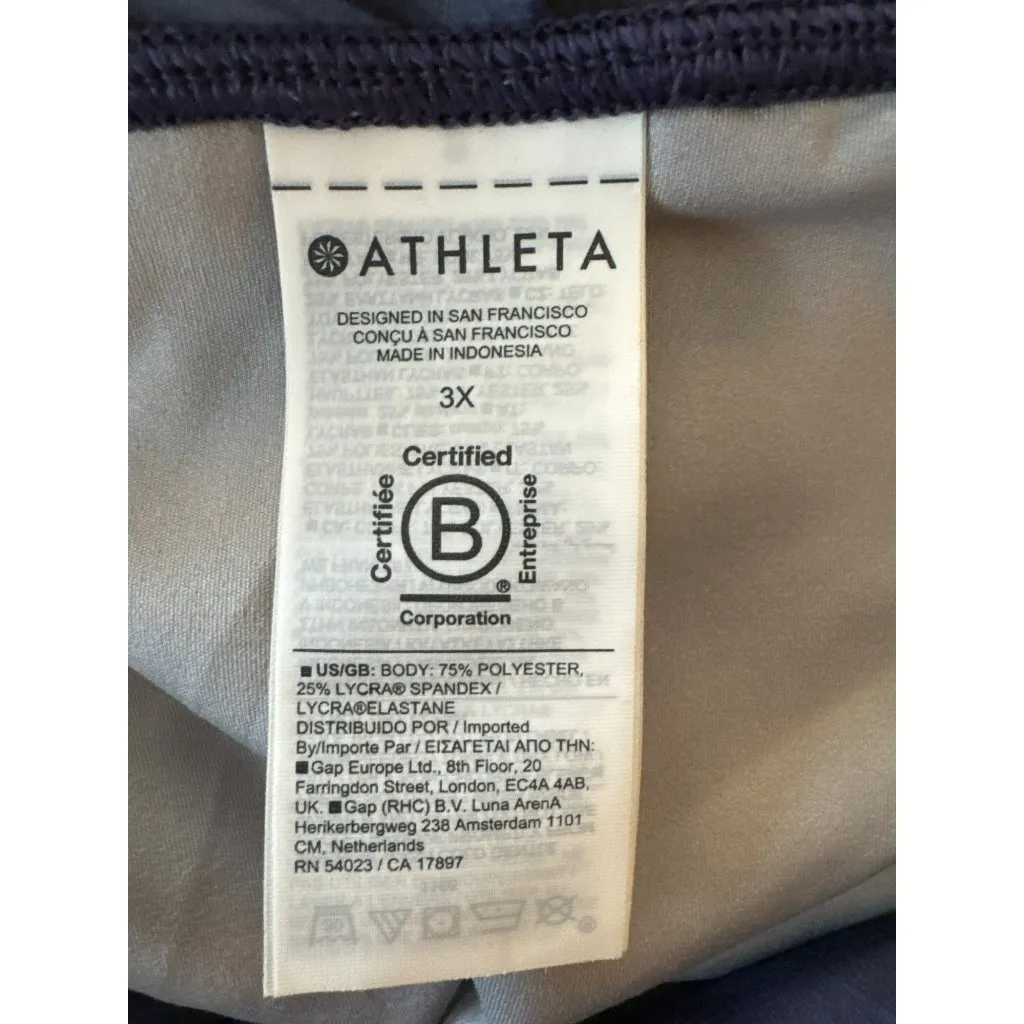 ATHLETA
DESIGNED IN SAN FRANCISCO
CONÇU À SAN FRANCISCO
MADE IN INDONESIA
3X
Certified
Certifiée
B
Entreprise
®
Corporation
■ US/GB: BODY: 75% POLYESTER,
25% LYCRA® SPANDEX /
LYCRA®ELASTANE
DISTRIBUIDO POR / Imported
By/Importe Par / ΕΙΣΑΓΕΤΑΙ ΑΠΟ ΤΗΝ:
■Gap Europe Ltd., 8th Floor, 20
Farringdon Street, London, EC4A 4AB,
UK. ■Gap (RHC) B.V. Luna ArenA
Herikerbergweg 238 Amsterdam 1101
CM, Netherlands
RN 54023 / CA 17897